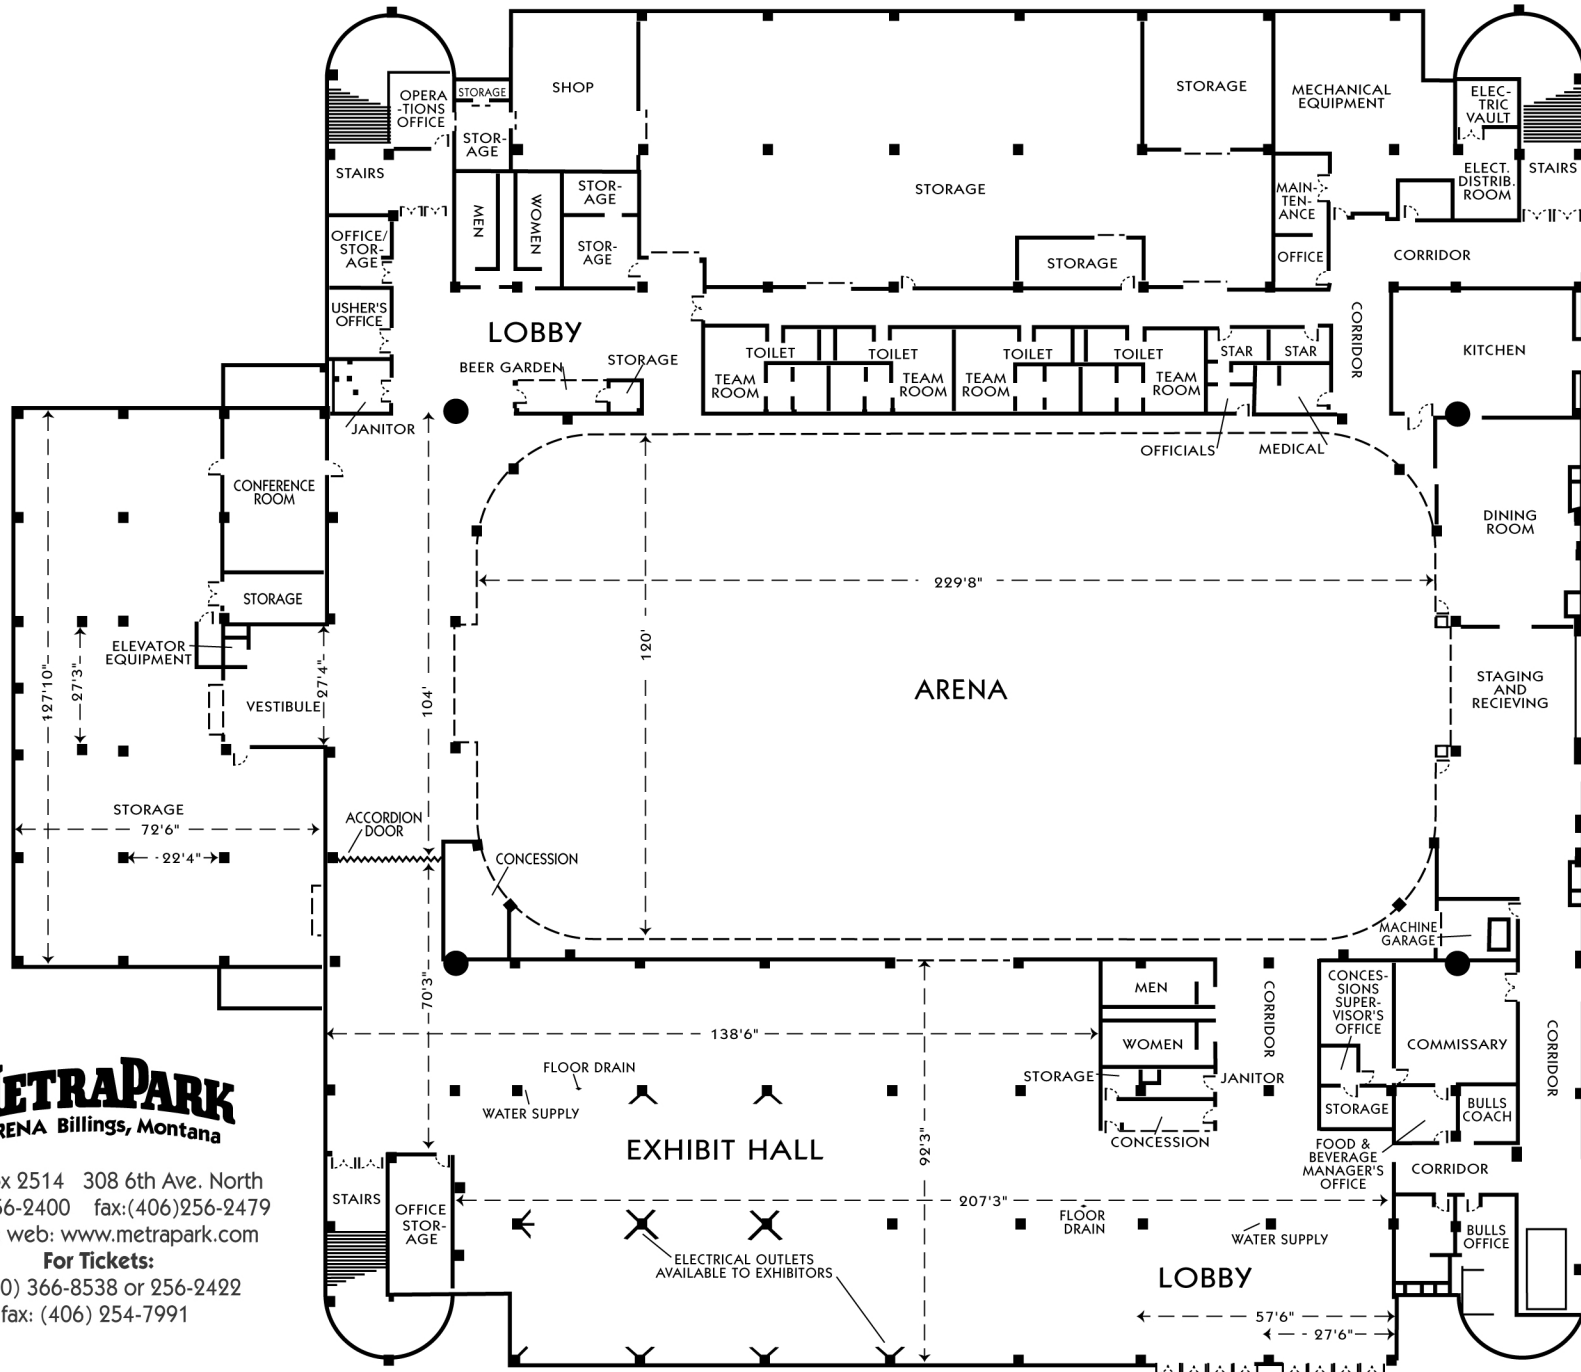 SHOP
STORAGE
MECHANICAL
EQUIPMENT
ELEC-
TRIC
VAULT
OPERA
-TIONS
OFFICE
STORAGE
STOR-
AGE
STAIRS
STORAGE
ELECT.
DISTRIB.
ROOM
STAIRS
MEN
WOMEN
STOR-
AGE
STOR-
AGE
MAIN-
TEN-
ANCE
OFFICE
CORRIDOR
OFFICE/
STOR-
AGE
STORAGE
USHER'S
OFFICE
LOBBY
CORRIDOR
KITCHEN
BEER GARDEN
STORAGE
TOILET
TOILET
TOILET
TOILET
STAR
STAR
TEAM
ROOM
TEAM
ROOM
TEAM
ROOM
TEAM
ROOM
JANITOR
OFFICIALS
MEDICAL
CONFERENCE
ROOM
DINING
ROOM
229'8"
STORAGE
120'
ELEVATOR
EQUIPMENT
127'10"
27'3"
27'4"
104'
VESTIBULE
ARENA
STAGING
AND
RECIEVING
STORAGE
72'6"
22'4"
ACCORDION
DOOR
CONCESSION
MACHINE
GARAGE
70'3"
138'6"
MEN
WOMEN
CORRIDOR
CONCES-
SIONS
SUPER-
VISOR'S
OFFICE
COMMISSARY
CORRIDOR
FLOOR DRAIN
WATER SUPPLY
STORAGE
JANITOR
STORAGE
BULLS
COACH
CONCESSION
EXHIBIT HALL
92'3"
FOOD &
BEVERAGE
MANAGER'S
OFFICE
CORRIDOR
STAIRS
OFFICE
STOR-
AGE
207'3"
FLOOR
DRAIN
WATER SUPPLY
BULLS
OFFICE
ELECTRICAL OUTLETS
AVAILABLE TO EXHIBITORS
LOBBY
57'6"
27'6"
METRAPARK
RENA Billings, Montana
x 2514 308 6th Ave. North
56-2400 fax:(406)256-2479
web: www.metrapark.com
For Tickets:
0) 366-8538 or 256-2422
fax: (406) 254-7991